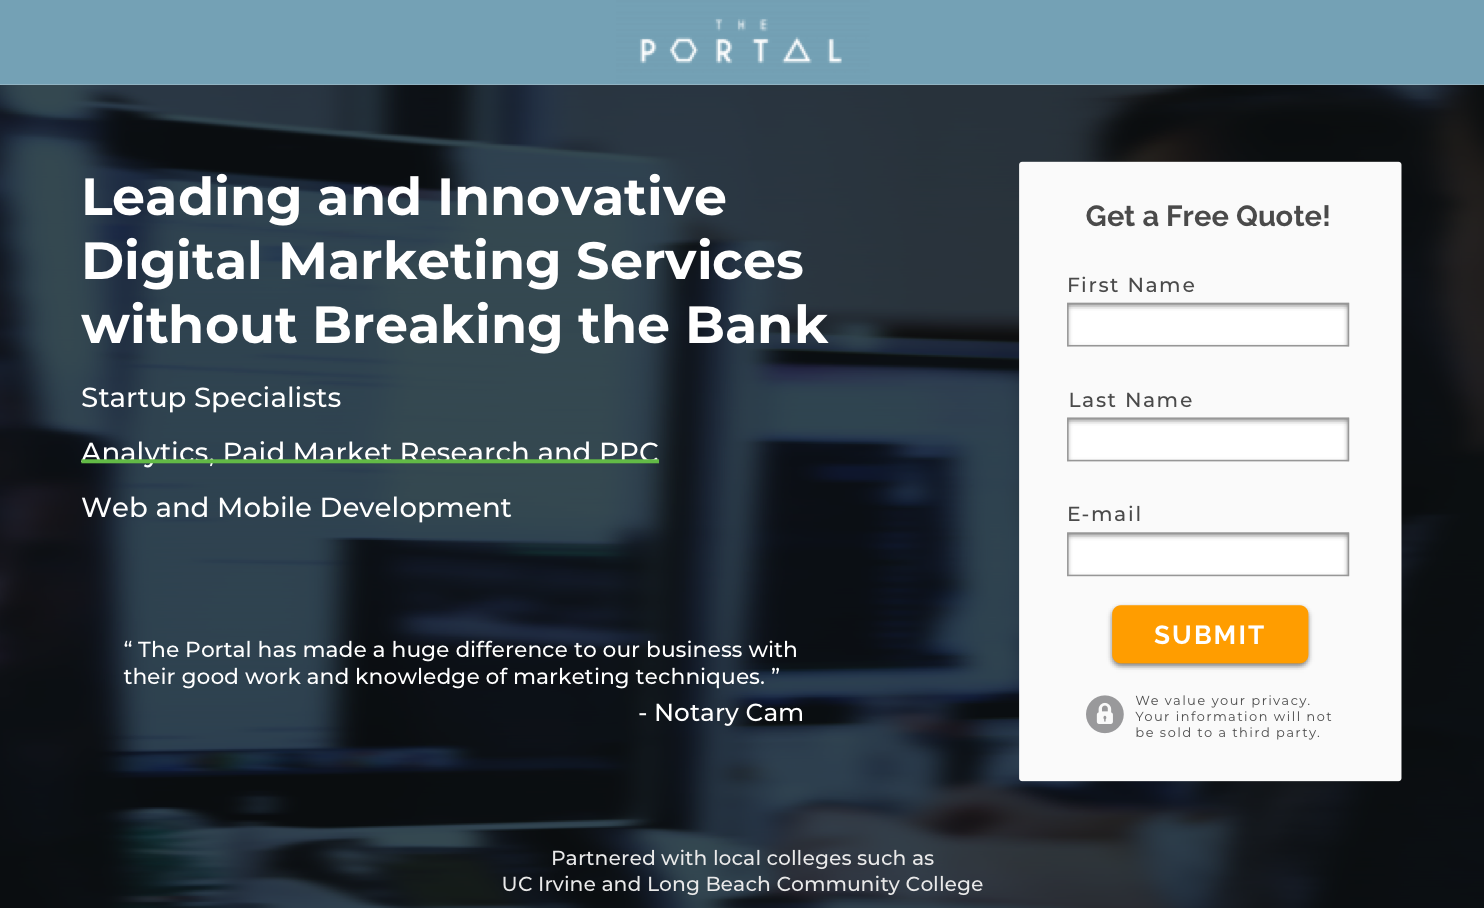 THE
PORTAL
Leading and Innovative
Digital Marketing Services
without Breaking the Bank
Startup Specialists
Analytics, Paid Market Research and PPC
Web and Mobile Development
“ The Portal has made a huge difference to our business with
their good work and knowledge of marketing techniques. ”
- Notary Cam
Get a Free Quote!
First Name
Last Name
E-mail
SUBMIT
We value your privacy.
Your information will not
be sold to a third party.
Partnered with local colleges such as
UC Irvine and Long Beach Community College